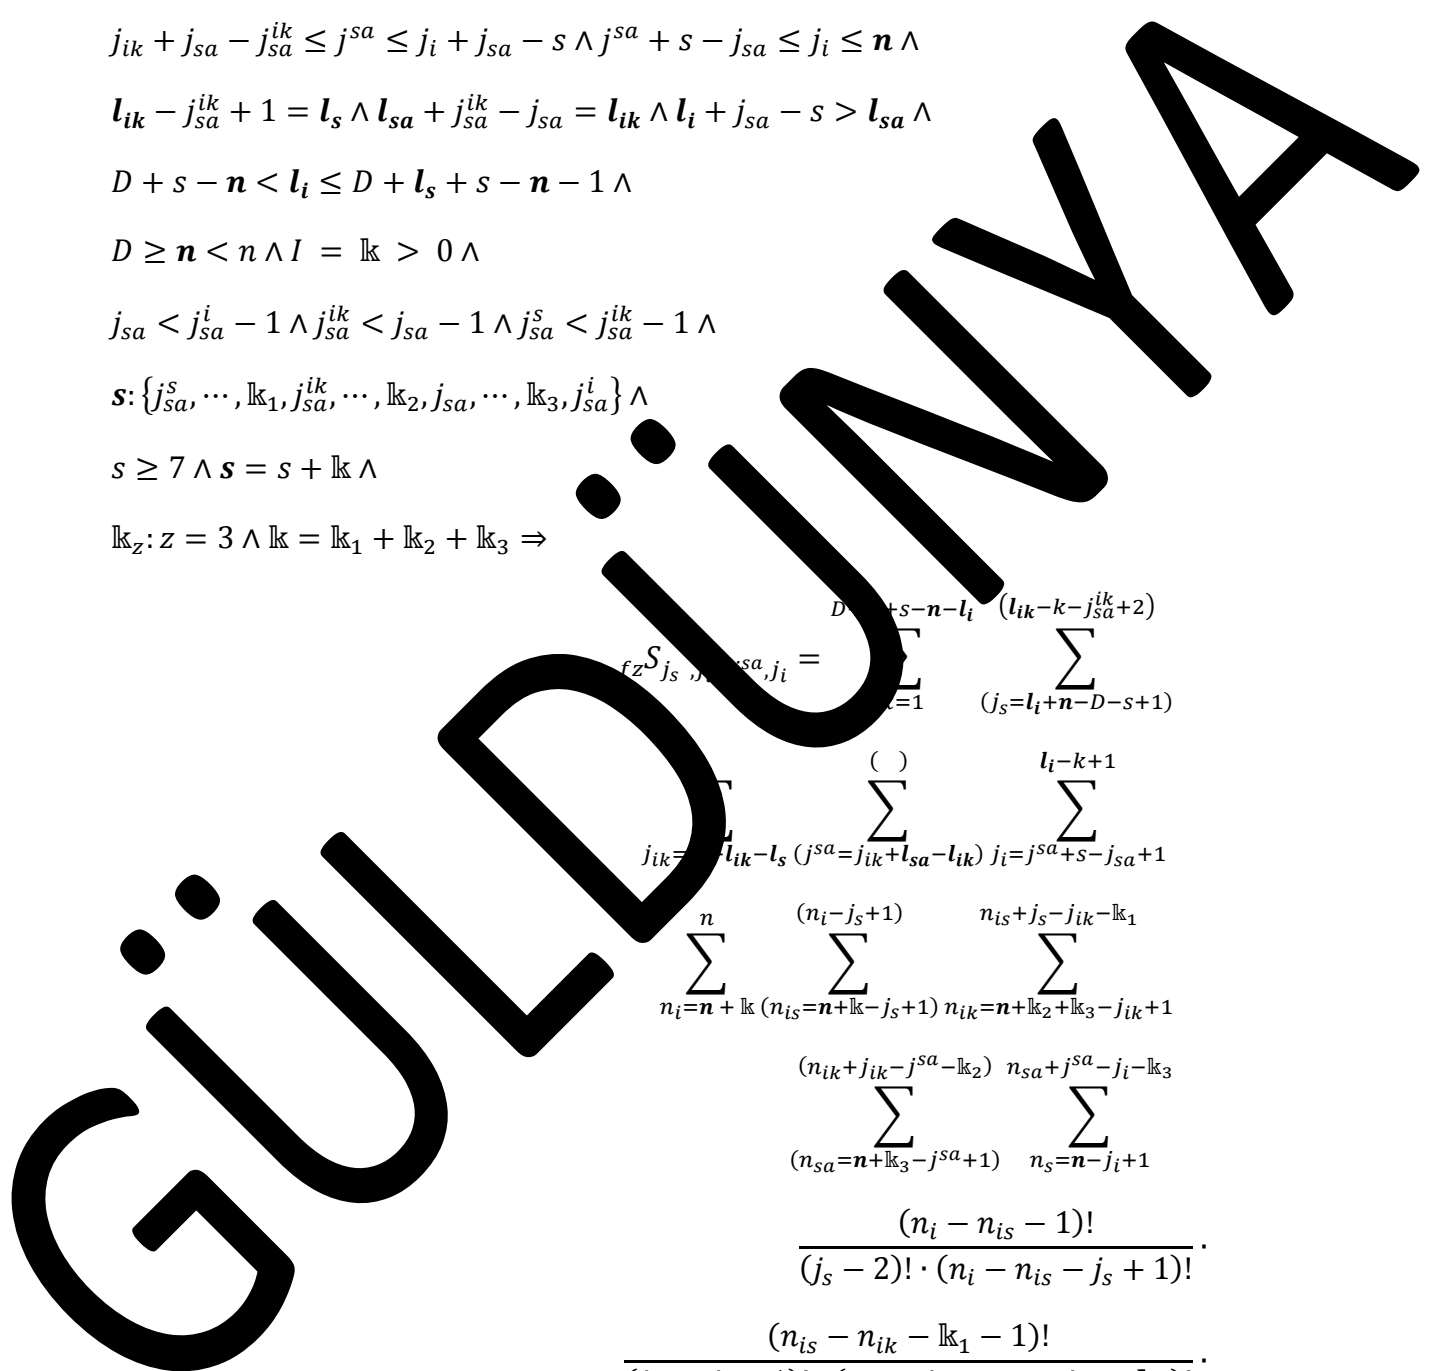 j_{ik} + j_{sa} − j_{sa}^{ik} ≤ j^{sa} ≤ j_i + j_{sa} − s ∧ j^{sa} + s − j_{sa} ≤ j_i ≤ n ∧
l_{ik} − j_{sa}^{ik} + 1 = l_s ∧ l_{sa} + j_{sa}^{ik} − j_{sa} = l_{ik} ∧ l_i + j_{sa} − s > l_{sa} ∧
D + s − n < l_i ≤ D + l_s + s − n − 1 ∧
D ≥ n < n ∧ I = 𝕜 > 0 ∧
j_{sa} < j_{sa}^i − 1 ∧ j_{sa}^{ik} < j_{sa} − 1 ∧ j_{sa}^s < j_{sa}^{ik} − 1 ∧
s: {j_{sa}^s, ⋯, 𝕜_1, j_{sa}^{ik}, ⋯, 𝕜_2, j_{sa}, ⋯, 𝕜_3, j_{sa}^i} ∧
s ≥ 7 ∧ s = s + 𝕜 ∧
𝕜_z: z = 3 ∧ 𝕜 = 𝕜_1 + 𝕜_2 + 𝕜_3 ⇒
D +s−n−l_i (l_{ik}−k−j_{sa}^{ik}+2)
fz S_{j_s, j^{sa}, j_i} = ∑ ∑
=1 (j_s=l_i+n−D−s+1)
( ) l_i−k+1
∑ ∑ ∑
j_{ik}= l_{ik}−l_s (j^{sa}=j_{ik}+l_{sa}−l_{ik}) j_i=j^{sa}+s−j_{sa}+1
n (n_i−j_s+1) n_{is}+j_s−j_{ik}−𝕜_1
∑ ∑ ∑
n_i=n+𝕜 (n_{is}=n+𝕜−j_s+1) n_{ik}=n+𝕜_2+𝕜_3−j_{ik}+1
(n_{ik}+j_{ik}−j^{sa}−𝕜_2) n_{sa}+j^{sa}−j_i−𝕜_3
∑ ∑
(n_{sa}=n+𝕜_3−j^{sa}+1) n_s=n−j_i+1
(n_i − n_{is} − 1)!
(j_s − 2)! · (n_i − n_{is} − j_s + 1)! ·
(n_{is} − n_{ik} − 𝕜_1 − 1)!
·
GÜLDÜNYA